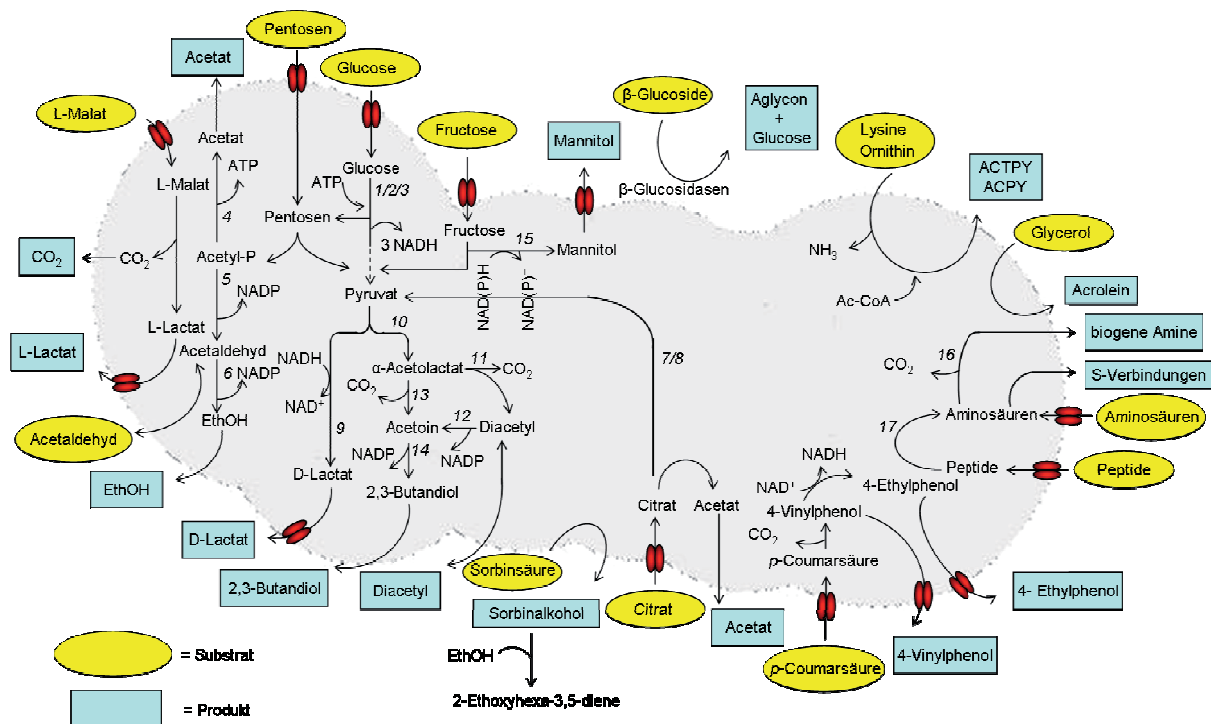 Pentosen
Acetat
Glucose
L-Malat
Fructose
β-Glucoside
Aglycon
+
Glucose
Lysine
Ornithin
Mannitol
Acetat
ATP
L-Malat
4
Glucose
ATP
1/2/3
β-Glucosidasen
ACTPY
ACPY
Pentosen
3 NADH
Fructose
15
Mannitol
Glycerol
NH3
CO2
CO2
Acetyl-P
5
NADP
Pyruvat
NAD(P)H
NAD(P)
Ac-CoA
Acrolein
L-Lactat
Acetaldehyd
6
NADP
10
biogene Amine
L-Lactat
NADH
α-Acetolactat
11
CO2
7/8
CO2
16
S-Verbindungen
CO2
13
NAD+
EthOH
9
Acetoin
12
Diacetyl
Aminosäuren
Aminosäuren
Acetaldehyd
NADP
14
NADP
17
D-Lactat
NADH
Peptide
Peptide
EthOH
2,3-Butandiol
NAD+
4-Ethylphenol
Citrat
Acetat
4-Vinylphenol
D-Lactat
CO2
p-Coumarsäure
2,3-Butandiol
Diacetyl
Sorbinsäure
Sorbinalkohol
Citrat
Acetat
p-Coumarsäure
4-Vinylphenol
4- Ethylphenol
= Substrat
EthOH
2-Ethoxyhexa-3,5-diene
= Produkt